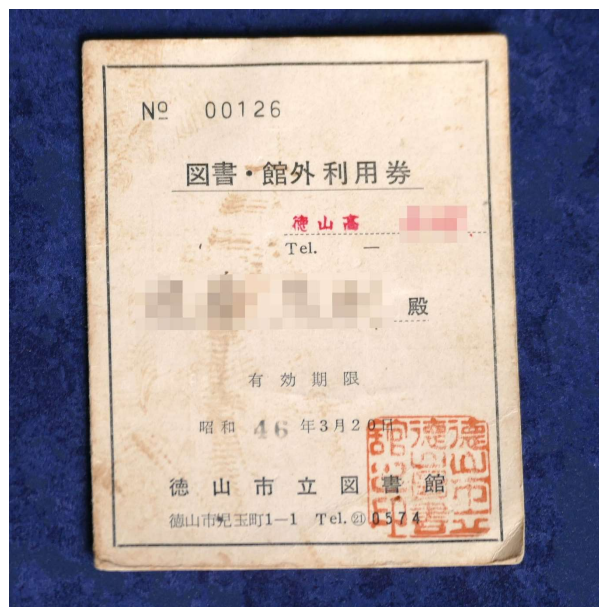 № 00126
図書・館外利用券
徳山高
Tel. —
殿
有効期限
昭和 46 年3月20日
徳山市立図書館
徳山市児玉町1—1 Tel.㉑0574